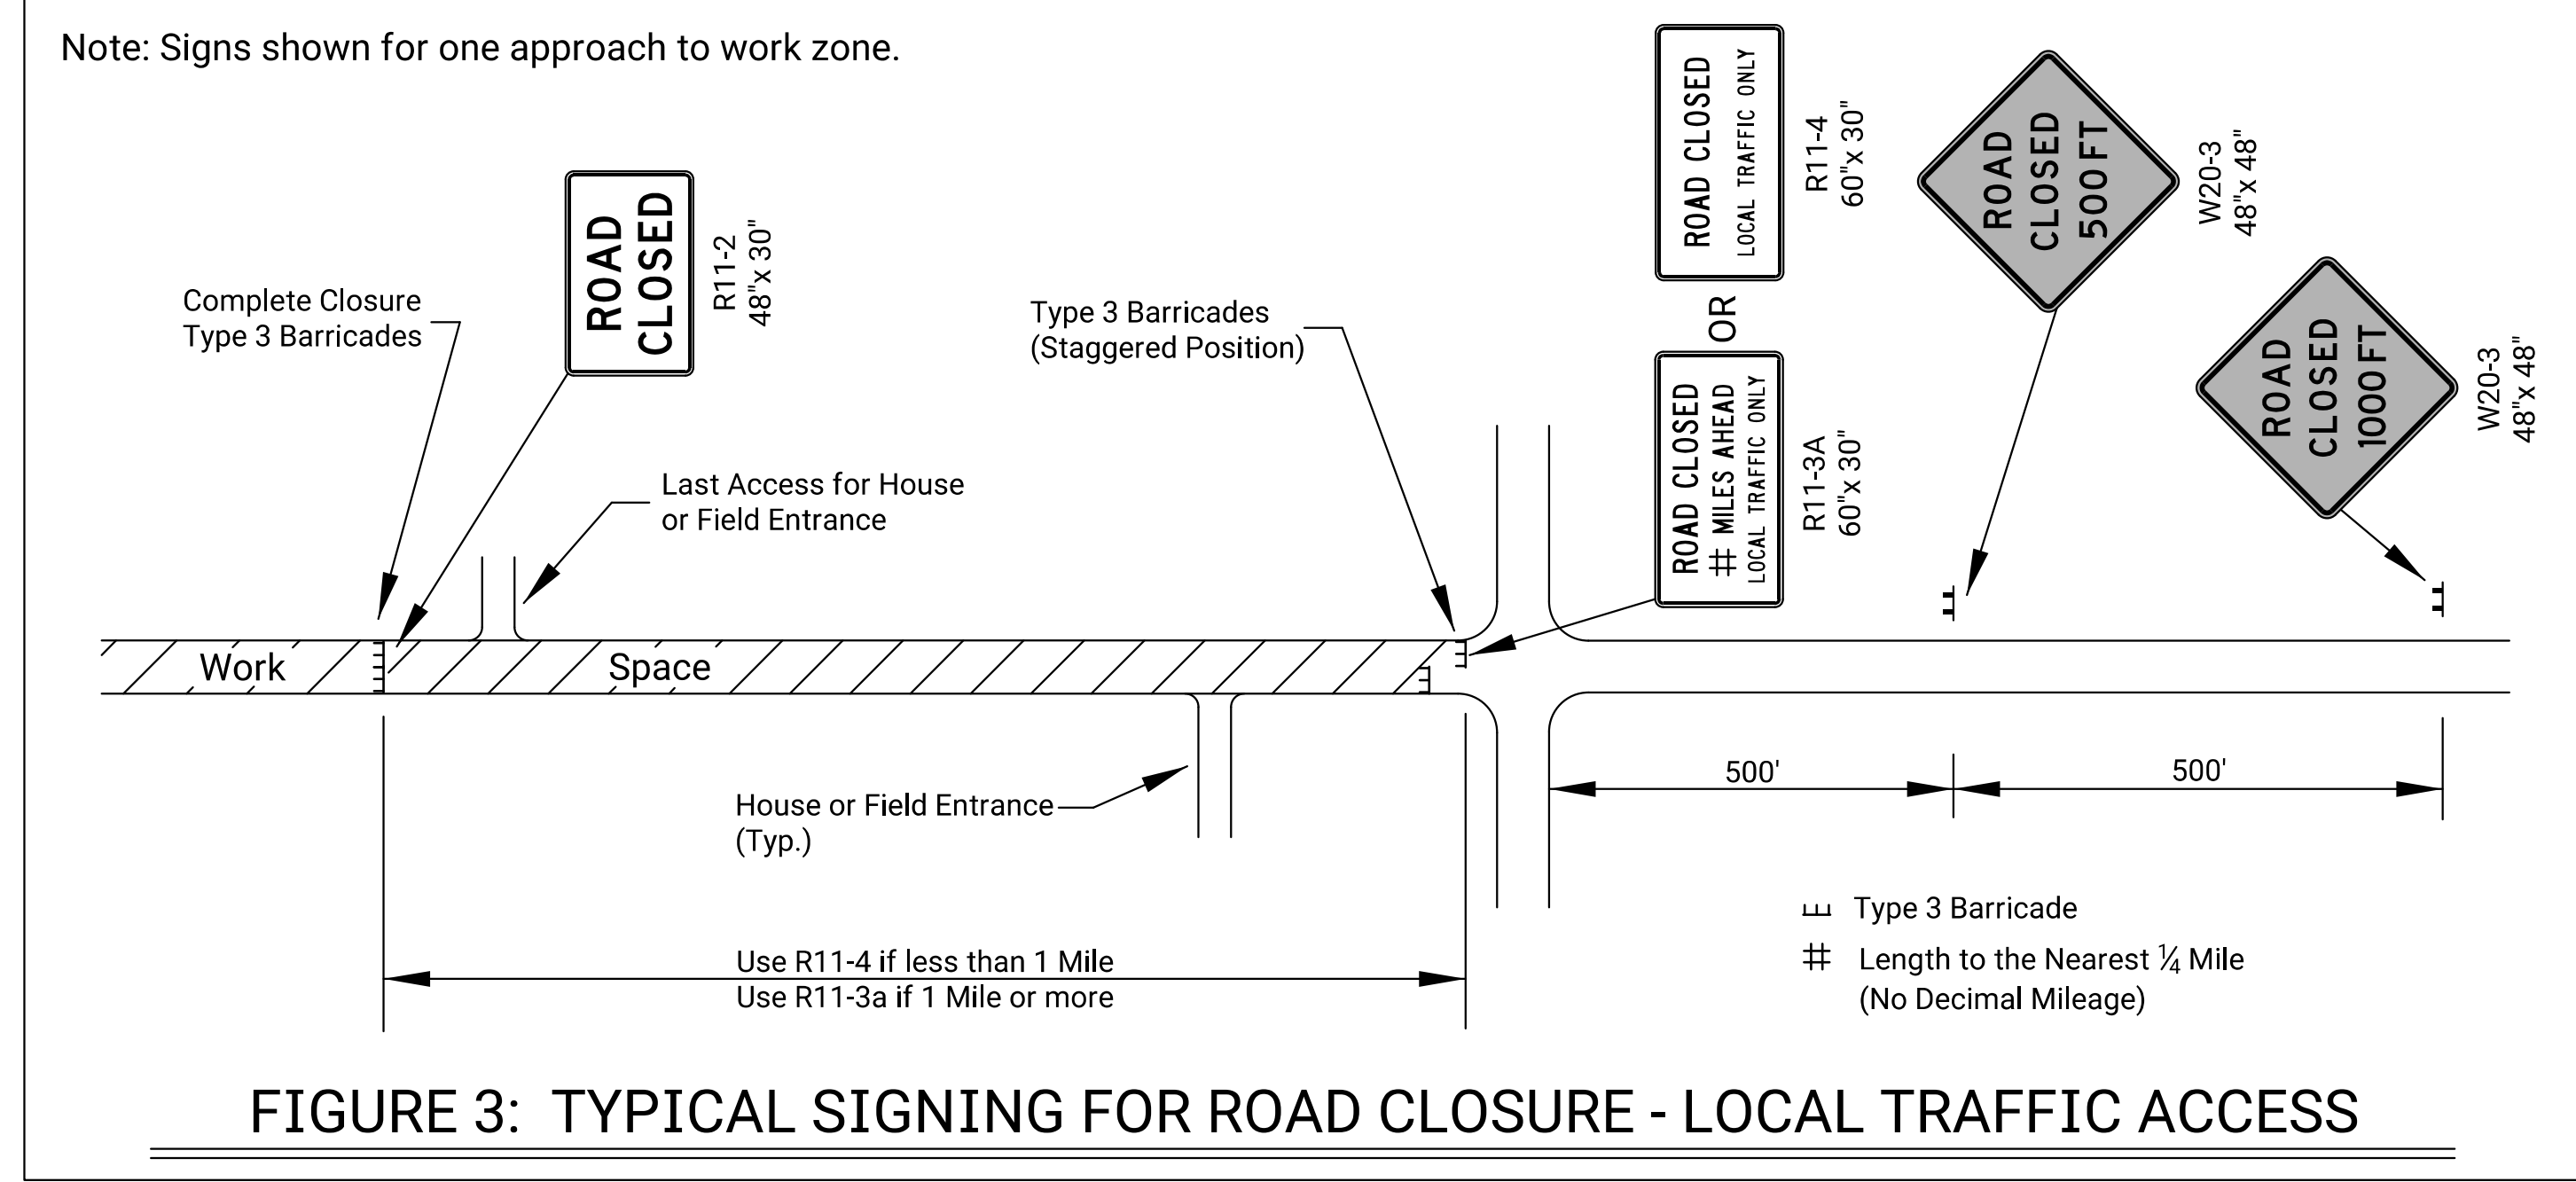 Note: Signs shown for one approach to work zone.
Complete Closure
Type 3 Barricades
ROAD
CLOSED
R11-2
48"x 30"
Last Access for House
or Field Entrance
Type 3 Barricades
(Staggered Position)
ROAD CLOSED
LOCAL TRAFFIC ONLY
R11-4
60"x 30"
OR
ROAD CLOSED
# MILES AHEAD
LOCAL TRAFFIC ONLY
R11-3A
60"x 30"
ROAD
CLOSED
500FT
W20-3
48"x 48"
ROAD
CLOSED
1000FT
W20-3
48"x 48"
Work
Space
House or Field Entrance
(Typ.)
500'
500'
Use R11-4 if less than 1 Mile
Use R11-3a if 1 Mile or more
Type 3 Barricade
# Length to the Nearest ¼ Mile
(No Decimal Mileage)
FIGURE 3: TYPICAL SIGNING FOR ROAD CLOSURE - LOCAL TRAFFIC ACCESS